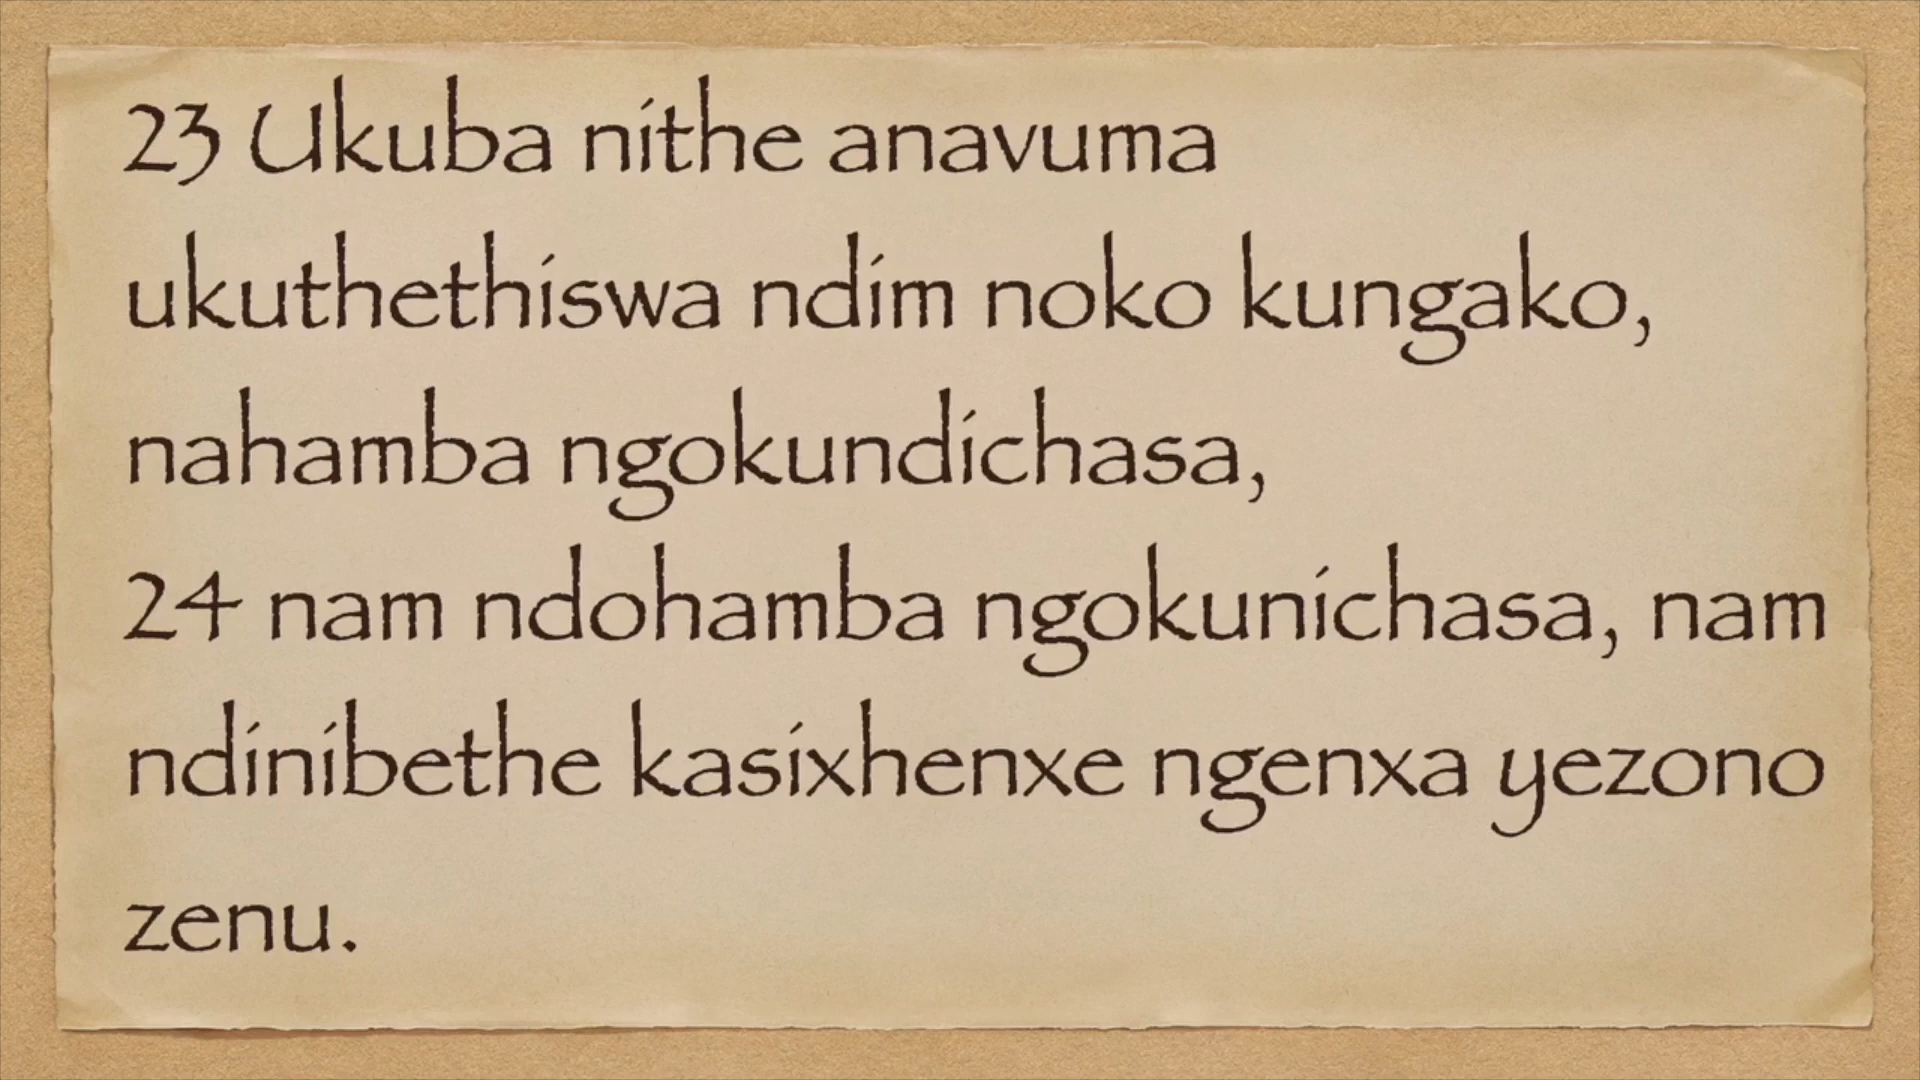 23 Ukuba nithe anavuma
ukuthethiswa ndim noko kungako,
nahamba ngokundichasa,
24 nam ndohamba ngokunichasa, nam
ndinibethe kasixhenxe ngenxa yezono
zenu.